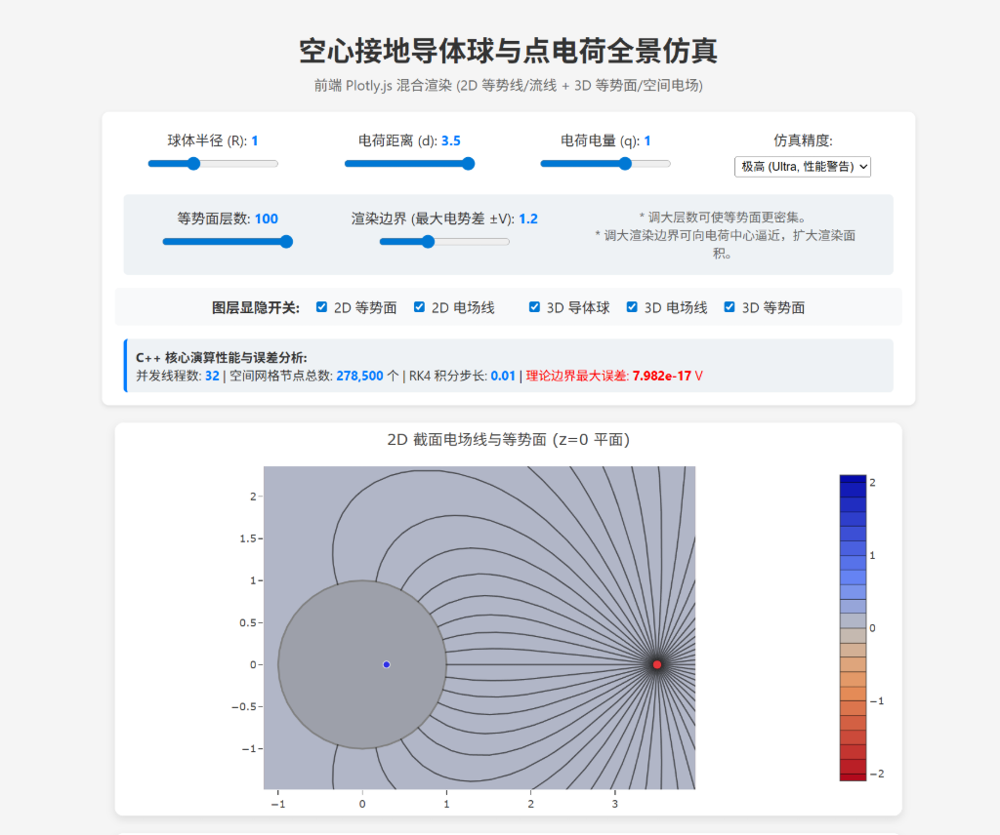 空心接地导体球与点电荷全景仿真
前端 Plotly.js 混合渲染 (2D 等势线/流线 + 3D 等势面/空间电场)
球体半径 (R): 1
电荷距离 (d): 3.5
电荷电量 (q): 1
仿真精度:
极高 (Ultra, 性能警告)
等势面层数: 100
渲染边界 (最大电势差 ±V): 1.2
* 调大层数可使等势面更密集。
* 调大渲染边界可向电荷中心逼近，扩大渲染面
积。
图层显隐开关: 2D 等势面 2D 电场线 3D 导体球 3D 电场线 3D 等势面
C++ 核心演算性能与误差分析:
并发线程数: 32 | 空间网格节点总数: 278,500 个 | RK4 积分步长: 0.01 | 理论边界最大误差: 7.982e-17 V
2D 截面电场线与等势面 (z=0 平面)
2
1.5
1
0.5
0
−0.5
−1
−1 0 1 2 3
2
1
0
−1
−2